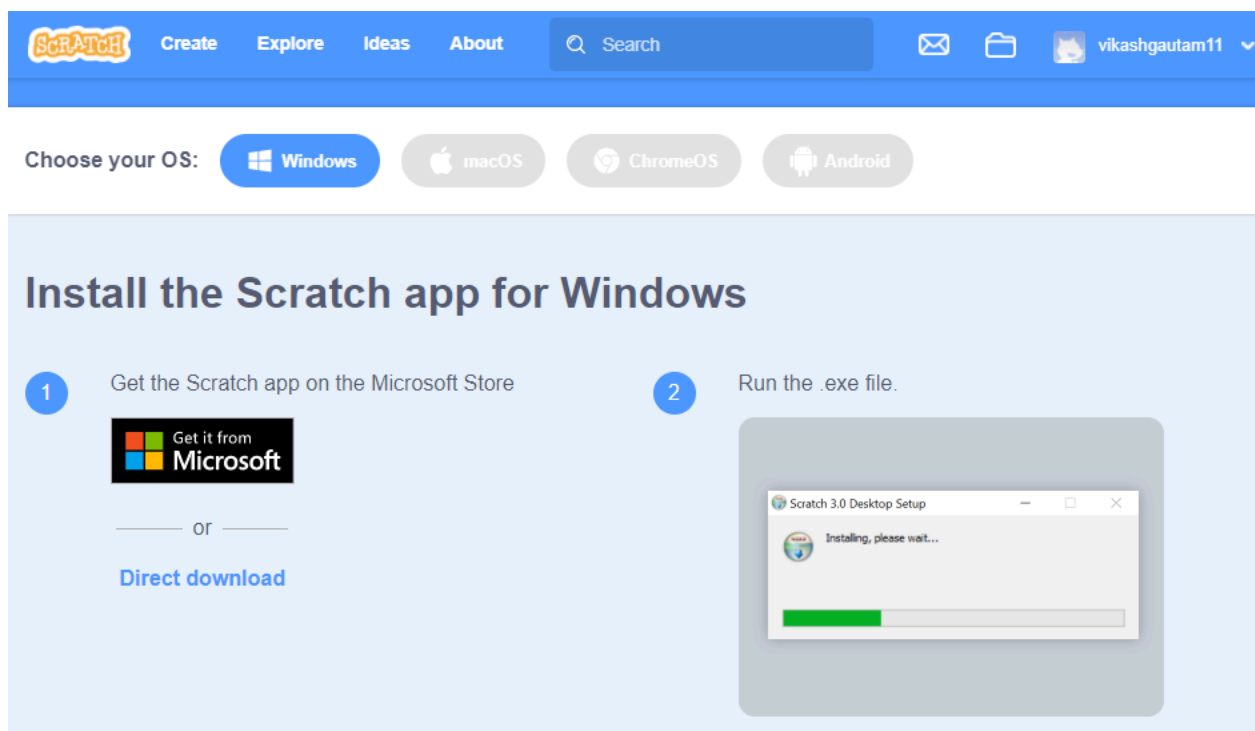 SCRATCH Create Explore Ideas About Search vikashgautam11
Choose your OS: Windows macOS ChromeOS Android
Install the Scratch app for Windows
1 Get the Scratch app on the Microsoft Store
Get it from
Microsoft
or
Direct download
2 Run the .exe file.
Scratch 3.0 Desktop Setup
Installing, please wait...